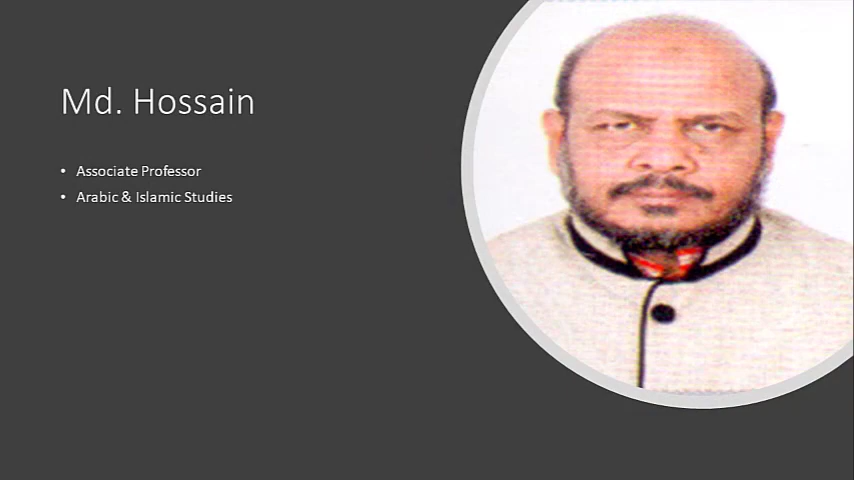 Md. Hossain
• Associate Professor
• Arabic & Islamic Studies